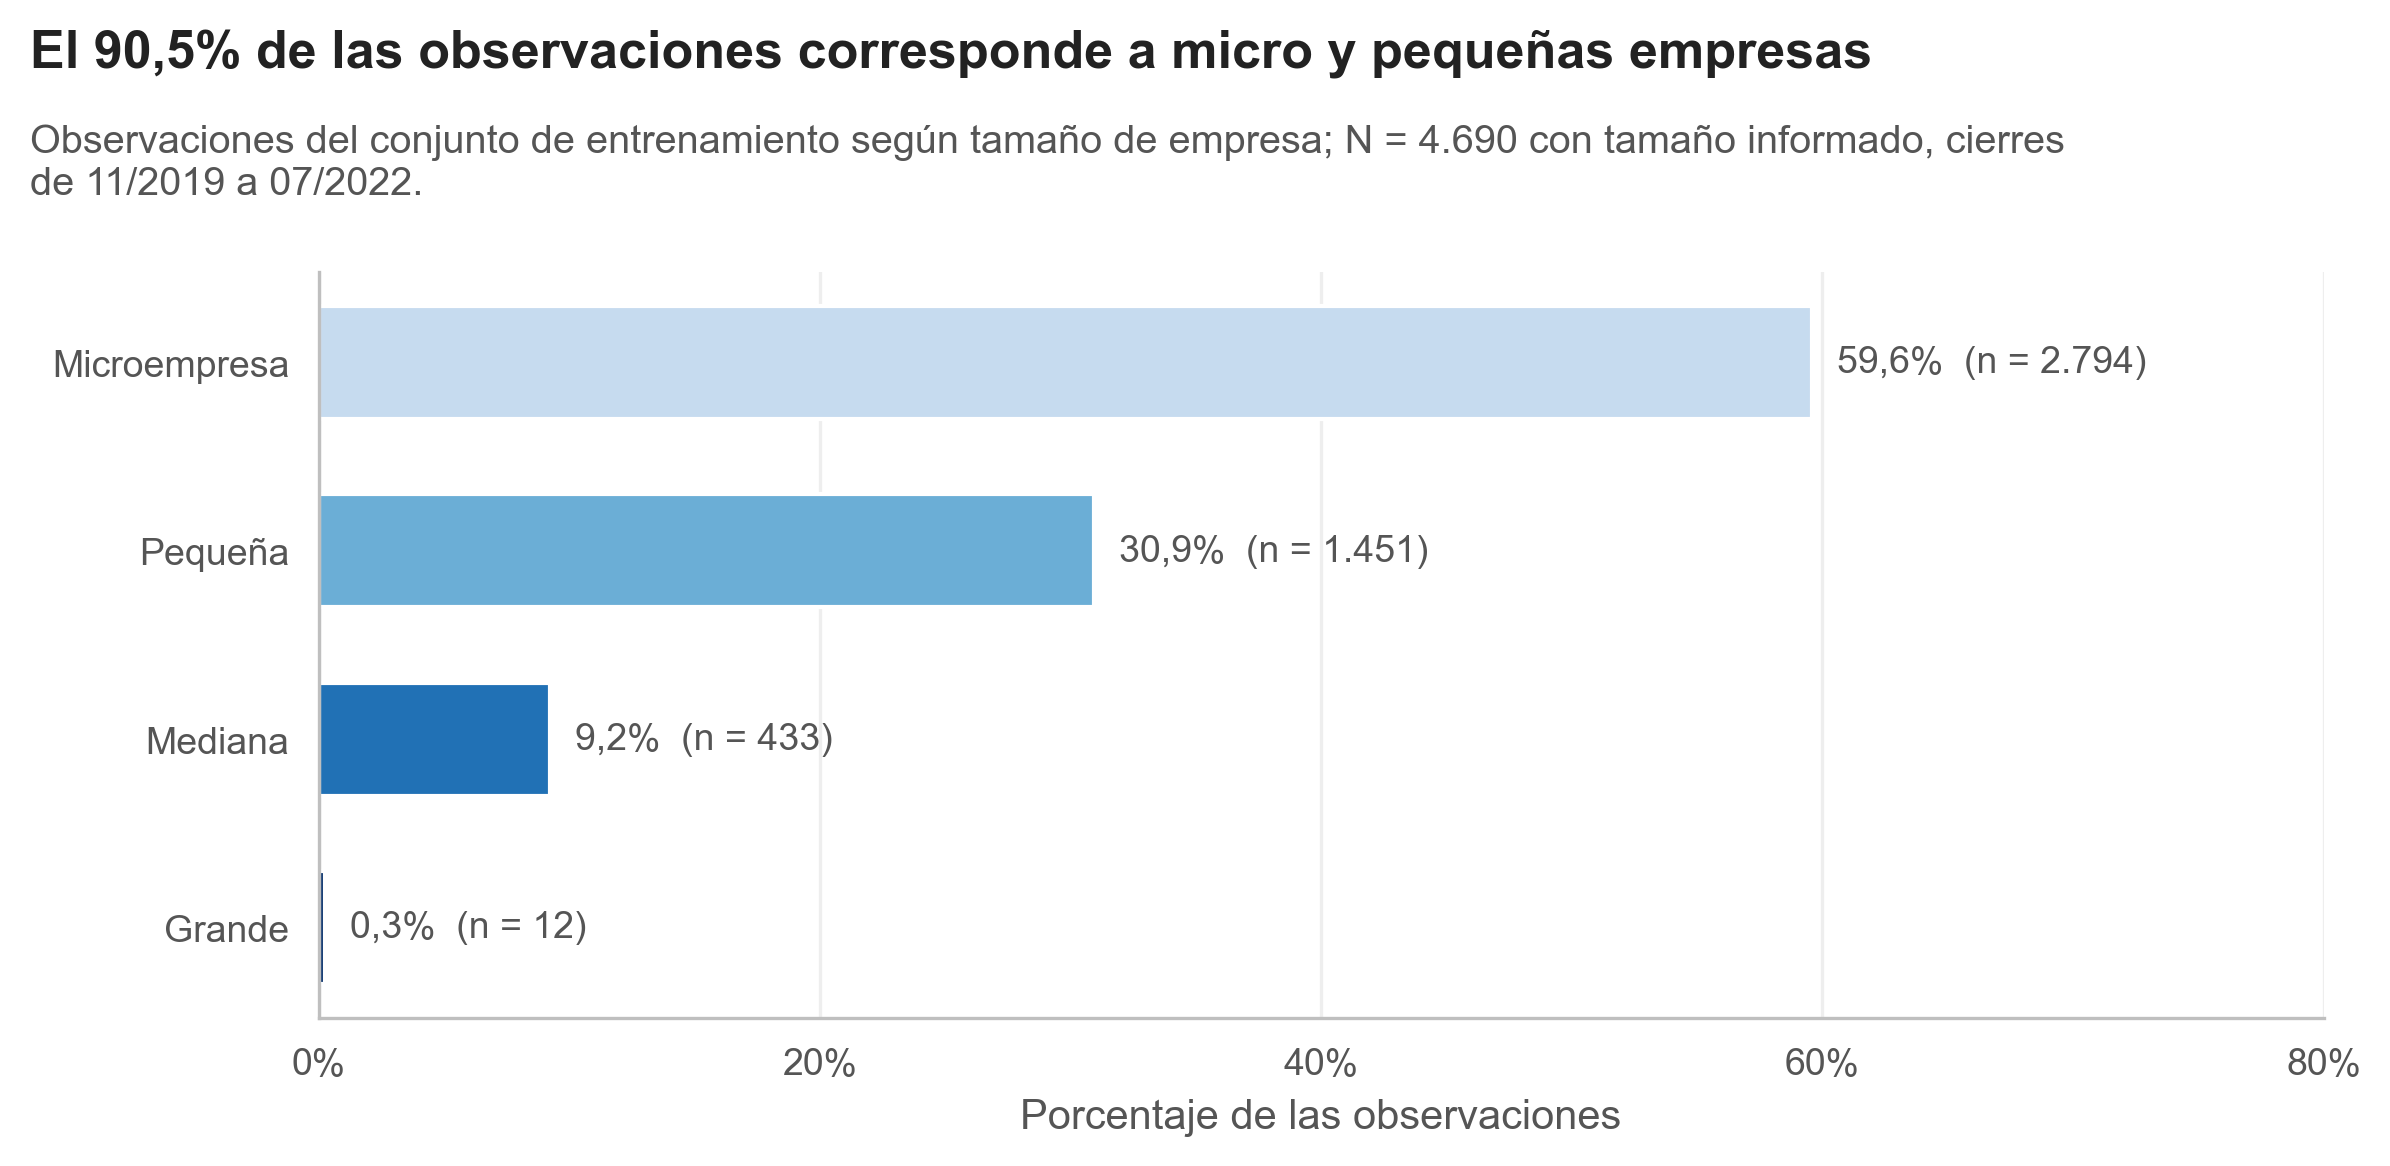 El 90,5% de las observaciones corresponde a micro y pequeñas empresas
Observaciones del conjunto de entrenamiento según tamaño de empresa; N = 4.690 con tamaño informado, cierres
de 11/2019 a 07/2022.
Microempresa 59,6% (n = 2.794)
Pequeña 30,9% (n = 1.451)
Mediana 9,2% (n = 433)
Grande 0,3% (n = 12)
0% 20% 40% 60% 80%
Porcentaje de las observaciones